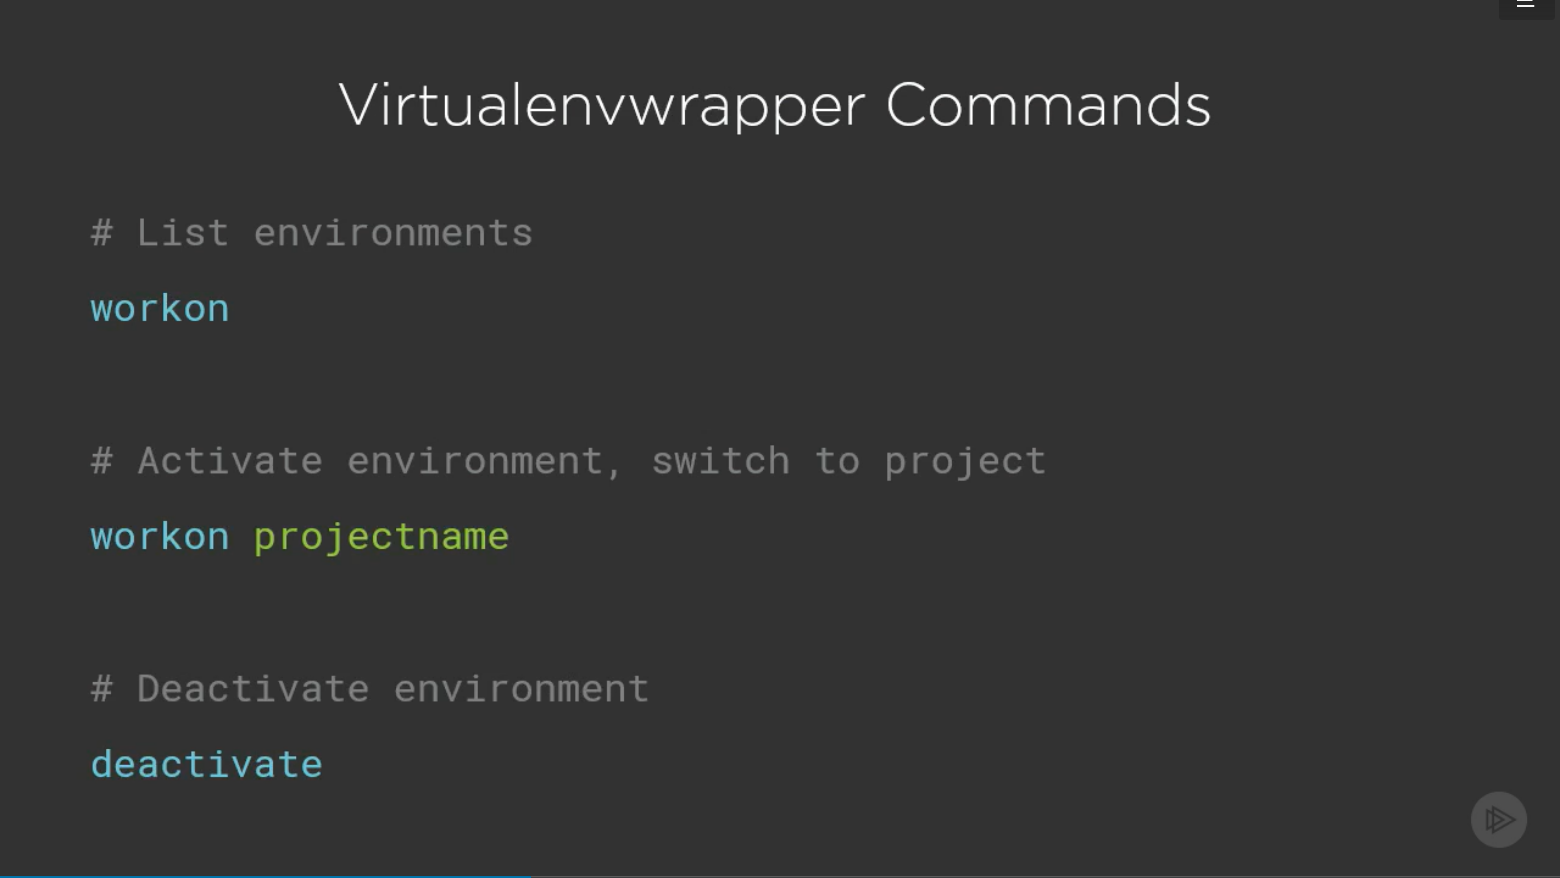 Virtualenvwrapper Commands
# List environments
workon
# Activate environment, switch to project
workon projectname
# Deactivate environment
deactivate